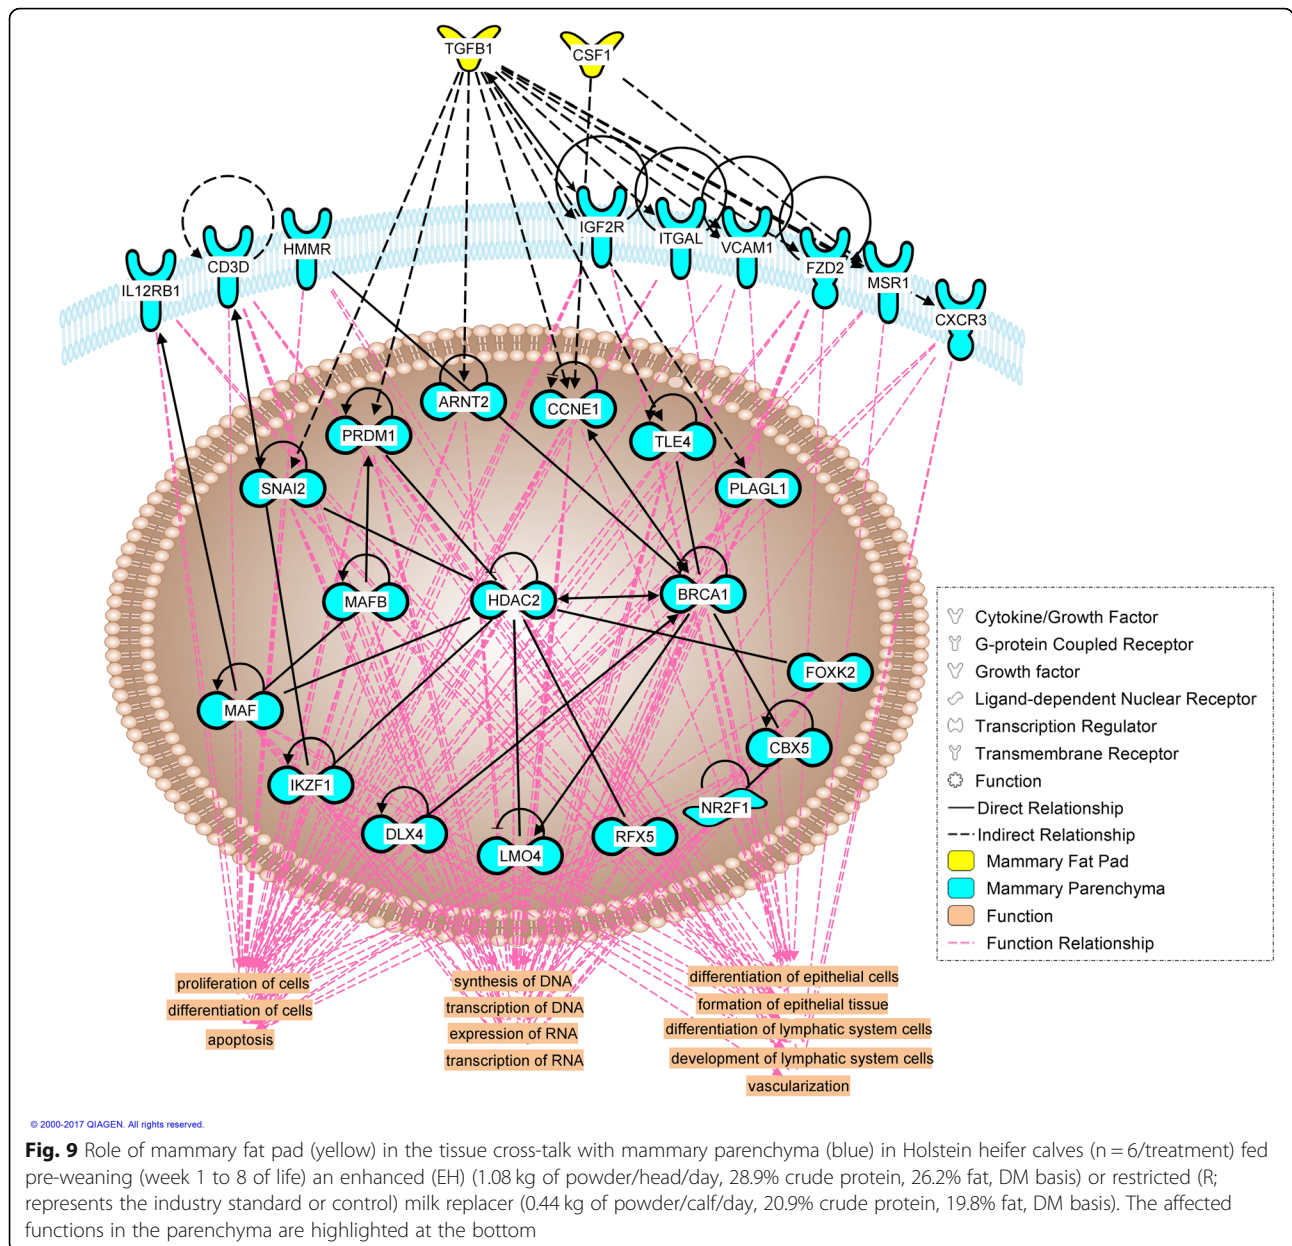 TGFB1
CSF1
IL12RB1
CD3D
HMMR
IGF2R
ITGAL
VCAM1
FZD2
MSR1
CXCR3
ARNT2
CCNE1
PRDM1
TLE4
SNAI2
PLAGL1
MAFB
HDAC2
BRCA1
FOXK2
MAF
CBX5
IKZF1
NR2F1
DLX4
LMO4
RFX5
Cytokine/Growth Factor
G-protein Coupled Receptor
Growth factor
Ligand-dependent Nuclear Receptor
Transcription Regulator
Transmembrane Receptor
Function
Direct Relationship
Indirect Relationship
Mammary Fat Pad
Mammary Parenchyma
Function
Function Relationship
proliferation of cells
differentiation of cells
apoptosis
synthesis of DNA
transcription of DNA
expression of RNA
transcription of RNA
differentiation of epithelial cells
formation of epithelial tissue
differentiation of lymphatic system cells
development of lymphatic system cells
vascularization
© 2000-2017 QIAGEN. All rights reserved.
Fig. 9 Role of mammary fat pad (yellow) in the tissue cross-talk with mammary parenchyma (blue) in Holstein heifer calves (n = 6/treatment) fed
pre-weaning (week 1 to 8 of life) an enhanced (EH) (1.08 kg of powder/head/day, 28.9% crude protein, 26.2% fat, DM basis) or restricted (R;
represents the industry standard or control) milk replacer (0.44 kg of powder/calf/day, 20.9% crude protein, 19.8% fat, DM basis). The affected
functions in the parenchyma are highlighted at the bottom